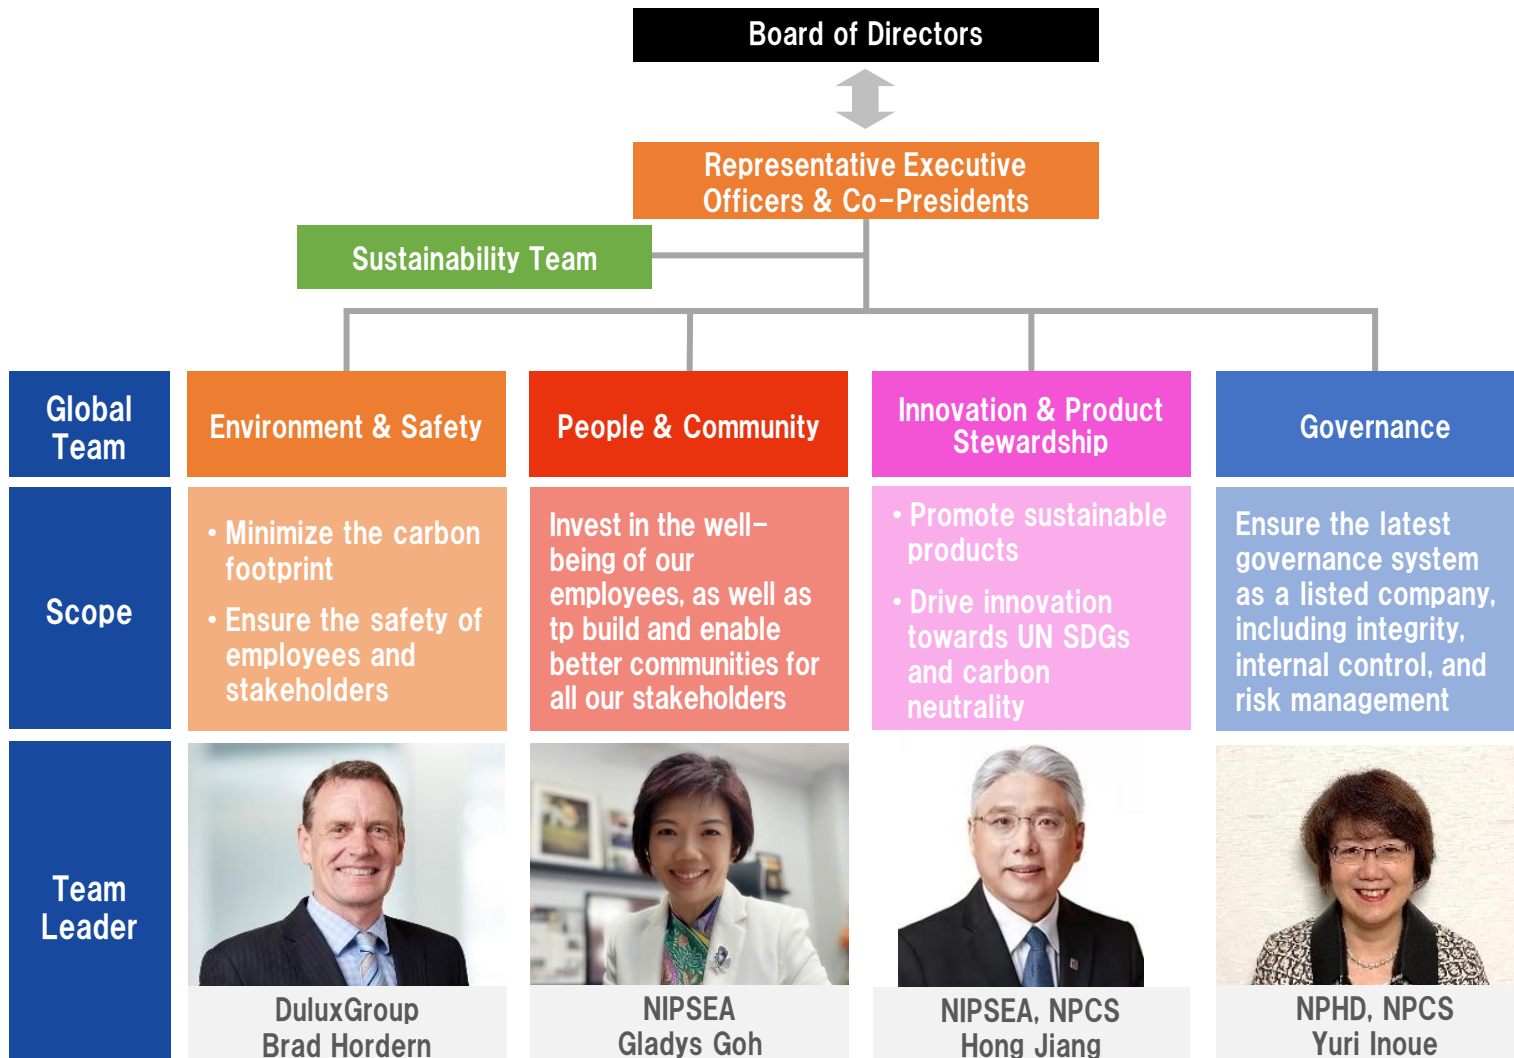 Board of Directors
Representative Executive
Officers & Co-Presidents
Sustainability Team
Global
Team
Environment & Safety
People & Community
Innovation & Product
Stewardship
Governance
Scope
• Minimize the carbon
footprint
• Ensure the safety of
employees and
stakeholders
Invest in the well-
being of our
employees, as well as
tp build and enable
better communities for
all our stakeholders
• Promote sustainable
products
• Drive innovation
towards UN SDGs
and carbon
neutrality
Ensure the latest
governance system
as a listed company,
including integrity,
internal control, and
risk management
Team
Leader
DuluxGroup
Brad Hordern
NIPSEA
Gladys Goh
NIPSEA, NPCS
Hong Jiang
NPHD, NPCS
Yuri Inoue